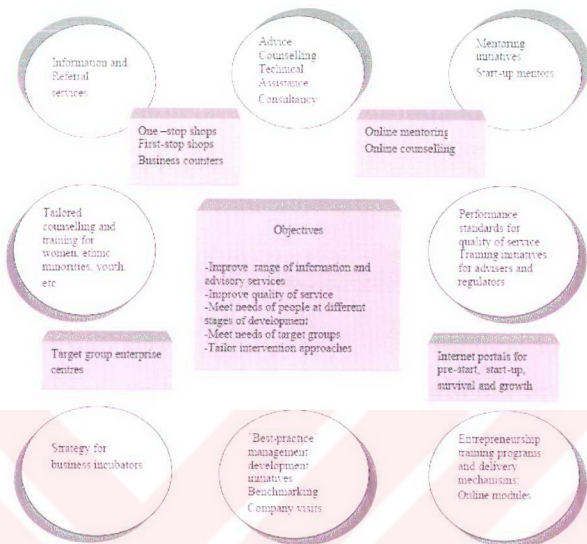 Information and
Referral
services
Advice
Counselling
Technical
Assistance
Consultancy
Mentoring
initiatives
Start-up mentors
One –stop shops
First-stop shops
Business counters
Online mentoring
Online counselling
Tailored
counselling and
training for
women, ethnic
minorities, youth,
etc
Objectives
-Improve range of information and
advisory services
-Improve quality of service
-Meet needs of people at different
stages of development
-Meet needs of target groups
-Tailor intervention approaches
Performance
standards for
quality of service
Training initiatives
for advisers and
regulators
Target group enterprise
centres
Internet portals for
pre-start, start-up,
survival and growth
Strategy for
business incubators
"Best-practice
management
development
initiatives
Benchmarking
Company visits
Entrepreneurship
training programs
and delivery
mechanisms:
Online modules